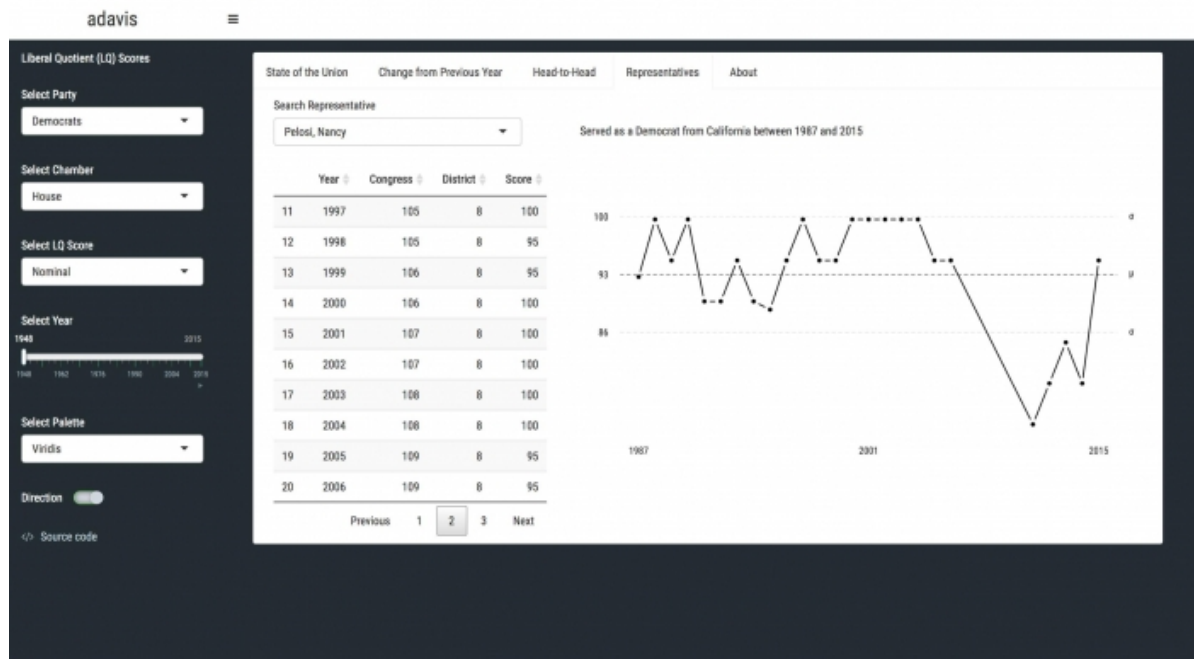 adavis
Liberal Quotient (LQ) Scores
Select Party
Democrats
Select Chamber
House
Select LQ Score
Nominal
Select Year
1948 2015
1948 1962 1976 1990 2004 2015
Select Palette
Viridis
Direction
</> Source code
State of the Union Change from Previous Year Head-to-Head Representatives About
Search Representative
Pelosi, Nancy
Year Congress District Score
11 1997 105 8 100
12 1998 105 8 95
13 1999 106 8 95
14 2000 106 8 100
15 2001 107 8 100
16 2002 107 8 100
17 2003 108 8 100
18 2004 108 8 100
19 2005 109 8 95
20 2006 109 8 95
Previous 1 2 3 Next
Served as a Democrat from California between 1987 and 2015
100 σ
93 μ
86 σ
1987 2001 2015